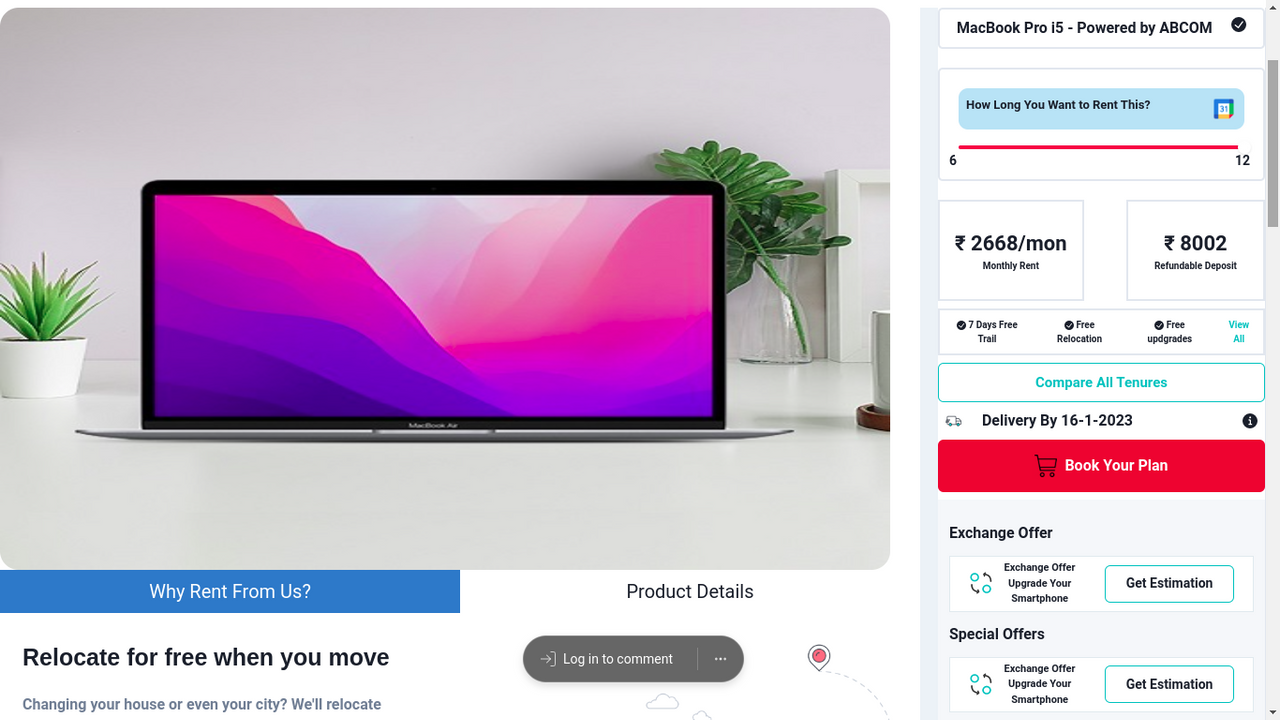 MacBook Pro i5 - Powered by ABCOM
How Long You Want to Rent This?
31
6
12
₹ 2668/mon
Monthly Rent
₹ 8002
Refundable Deposit
7 Days Free
Trail
Free
Relocation
Free
updgrades
View
All
Compare All Tenures
Delivery By 16-1-2023
Book Your Plan
Exchange Offer
Exchange Offer
Upgrade Your
Smartphone
Get Estimation
Special Offers
Exchange Offer
Upgrade Your
Smartphone
Get Estimation
MacBook Air
Why Rent From Us?
Product Details
Relocate for free when you move
Log in to comment
Changing your house or even your city? We'll relocate